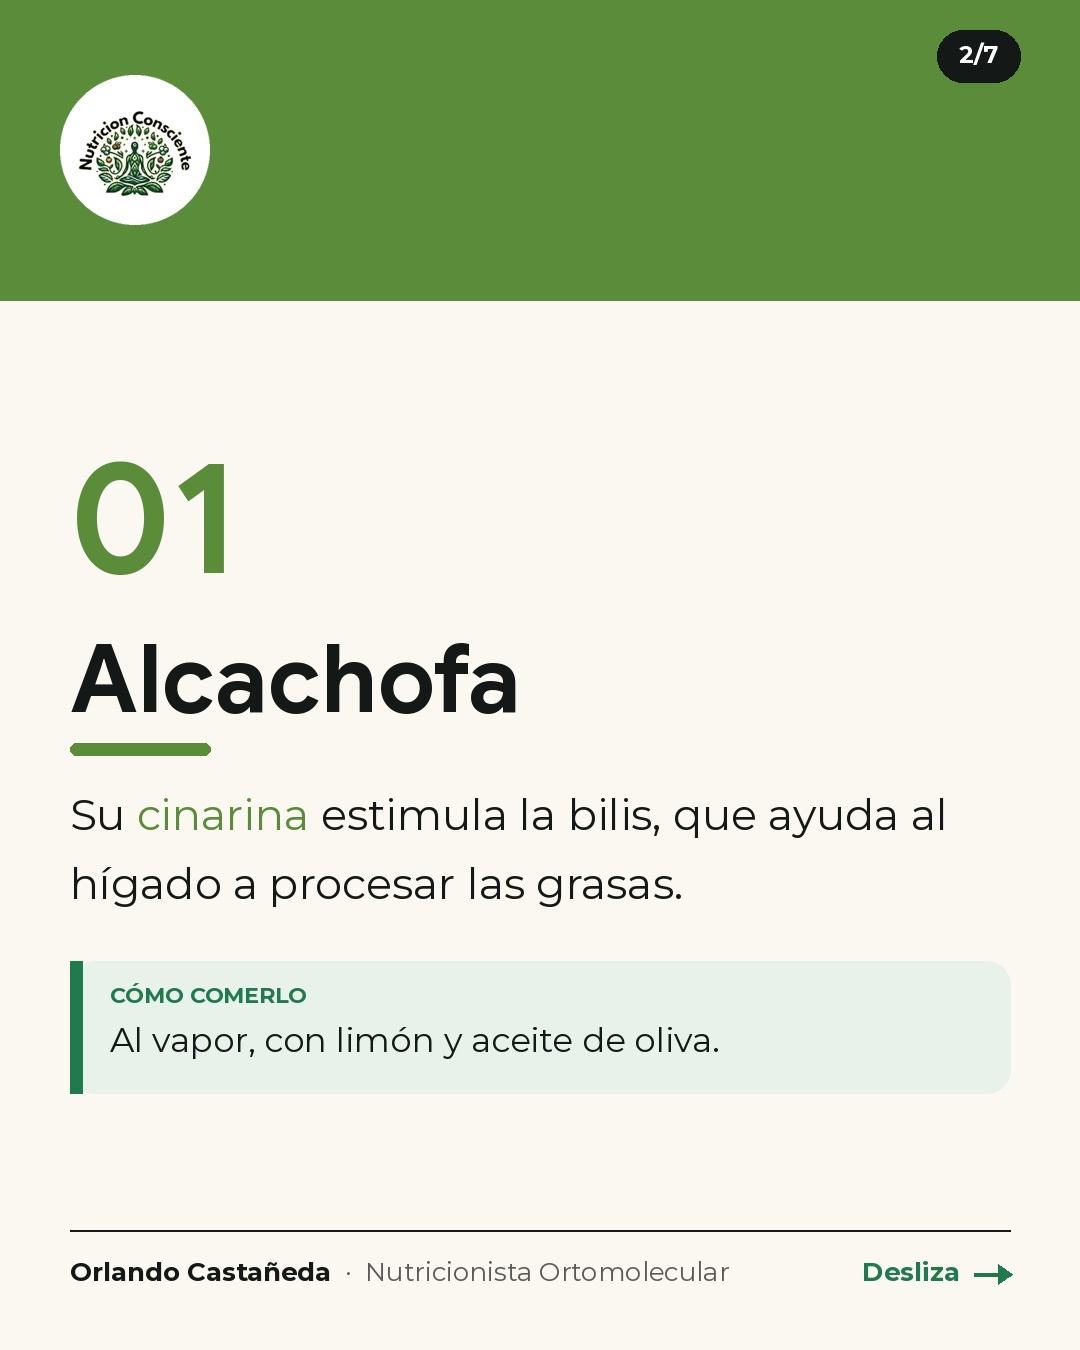 2/7
Nutricion Consciente
01
Alcachofa
Su cinarina estimula la bilis, que ayuda al
hígado a procesar las grasas.
CÓMO COMERLO
Al vapor, con limón y aceite de oliva.
Orlando Castañeda · Nutricionista Ortomolecular
Desliza